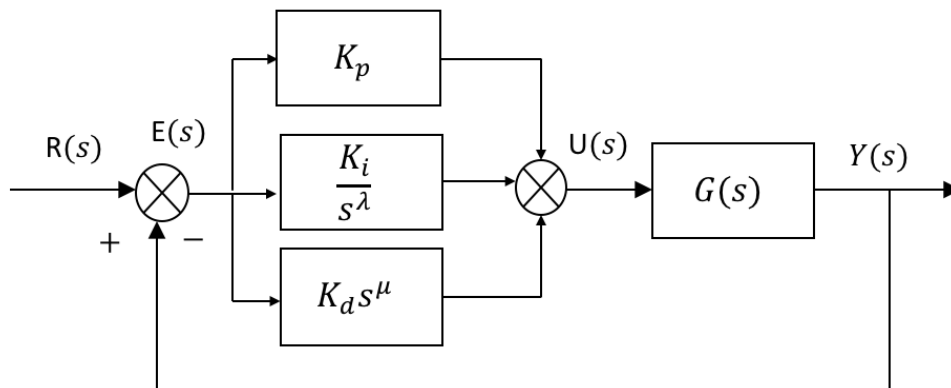 K_p
E(s)
R(s)
K_i
s^λ
U(s)
G(s)
Y(s)
+
−
K_d s^μ